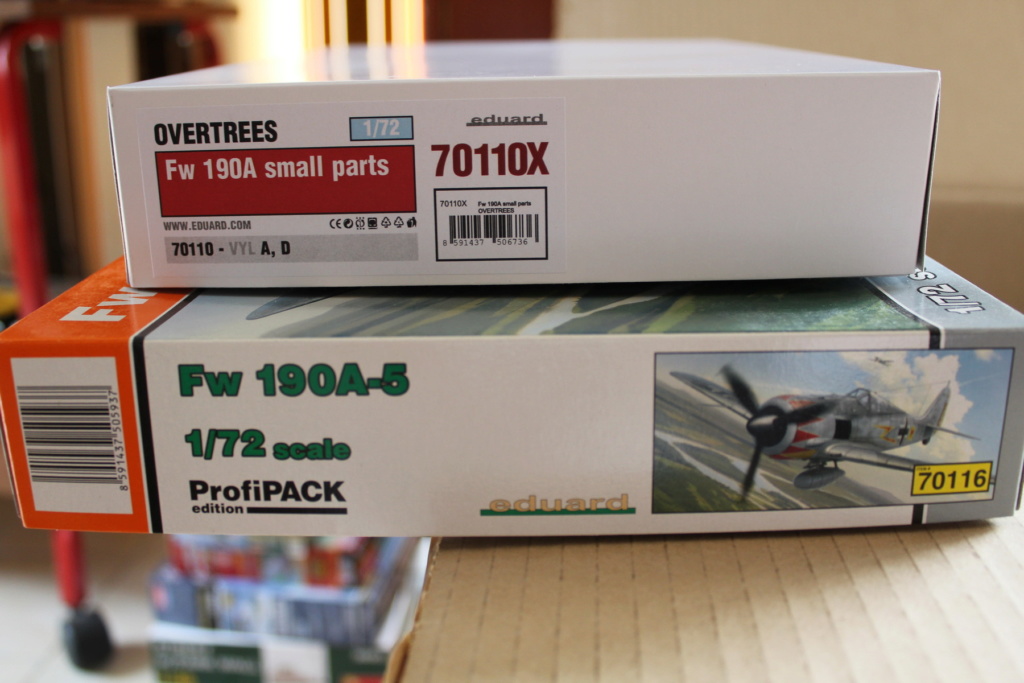 OVERTREES
1/72
eduard
Fw 190A small parts
70110X
WWW.EDUARD.COM
70110 - VYL A, D
70110X
Fw 190A small parts
OVERTREES
8 591437 506736
Fw
1/72 s
8 591437 505937
Fw 190A-5
1/72 scale
ProfiPACK
edition
eduard
70116